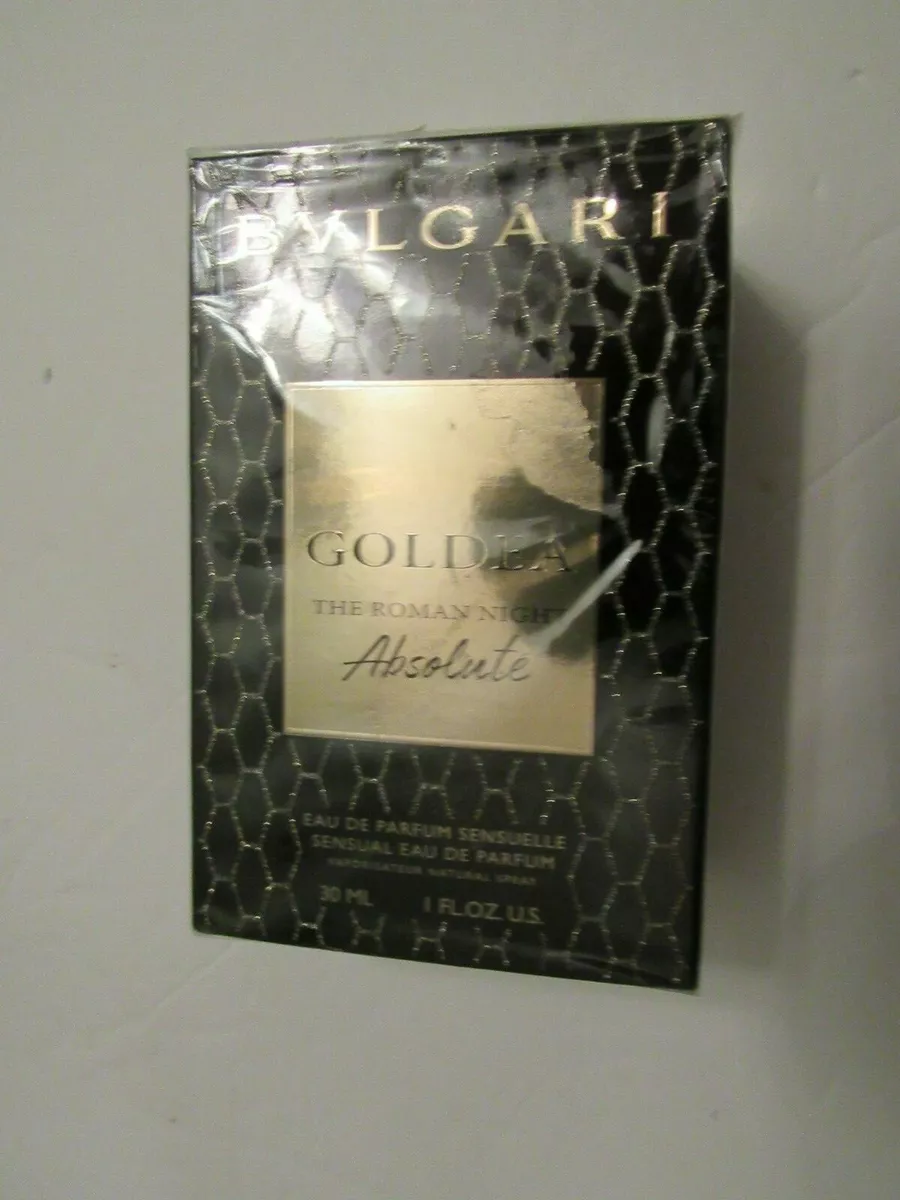 BVLGARI
GOLDEA
THE ROMAN NIGHT
Absolute
EAU DE PARFUM SENSUELLE
SENSUAL EAU DE PARFUM
VAPORISATEUR NATURAL SPRAY
30 ML 1 FL.OZ. U.S.